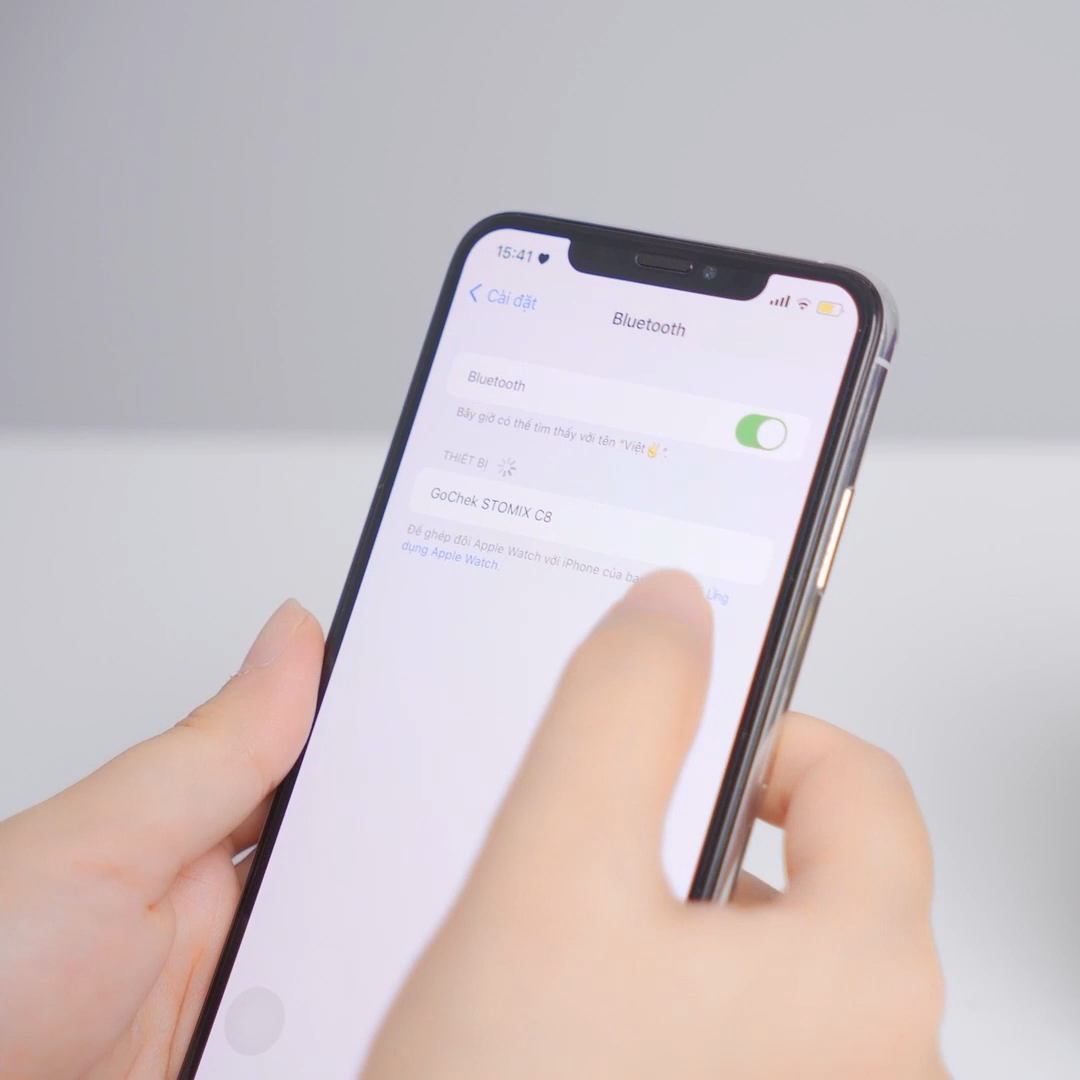 15:41
Cài đặt
Bluetooth
Bluetooth
Bây giờ có thể tìm thấy với tên “Việt✌️”.
THIẾT BỊ
GoChek STOMIX C8
Để ghép đôi Apple Watch với iPhone của Ứng
dụng Apple Watch.